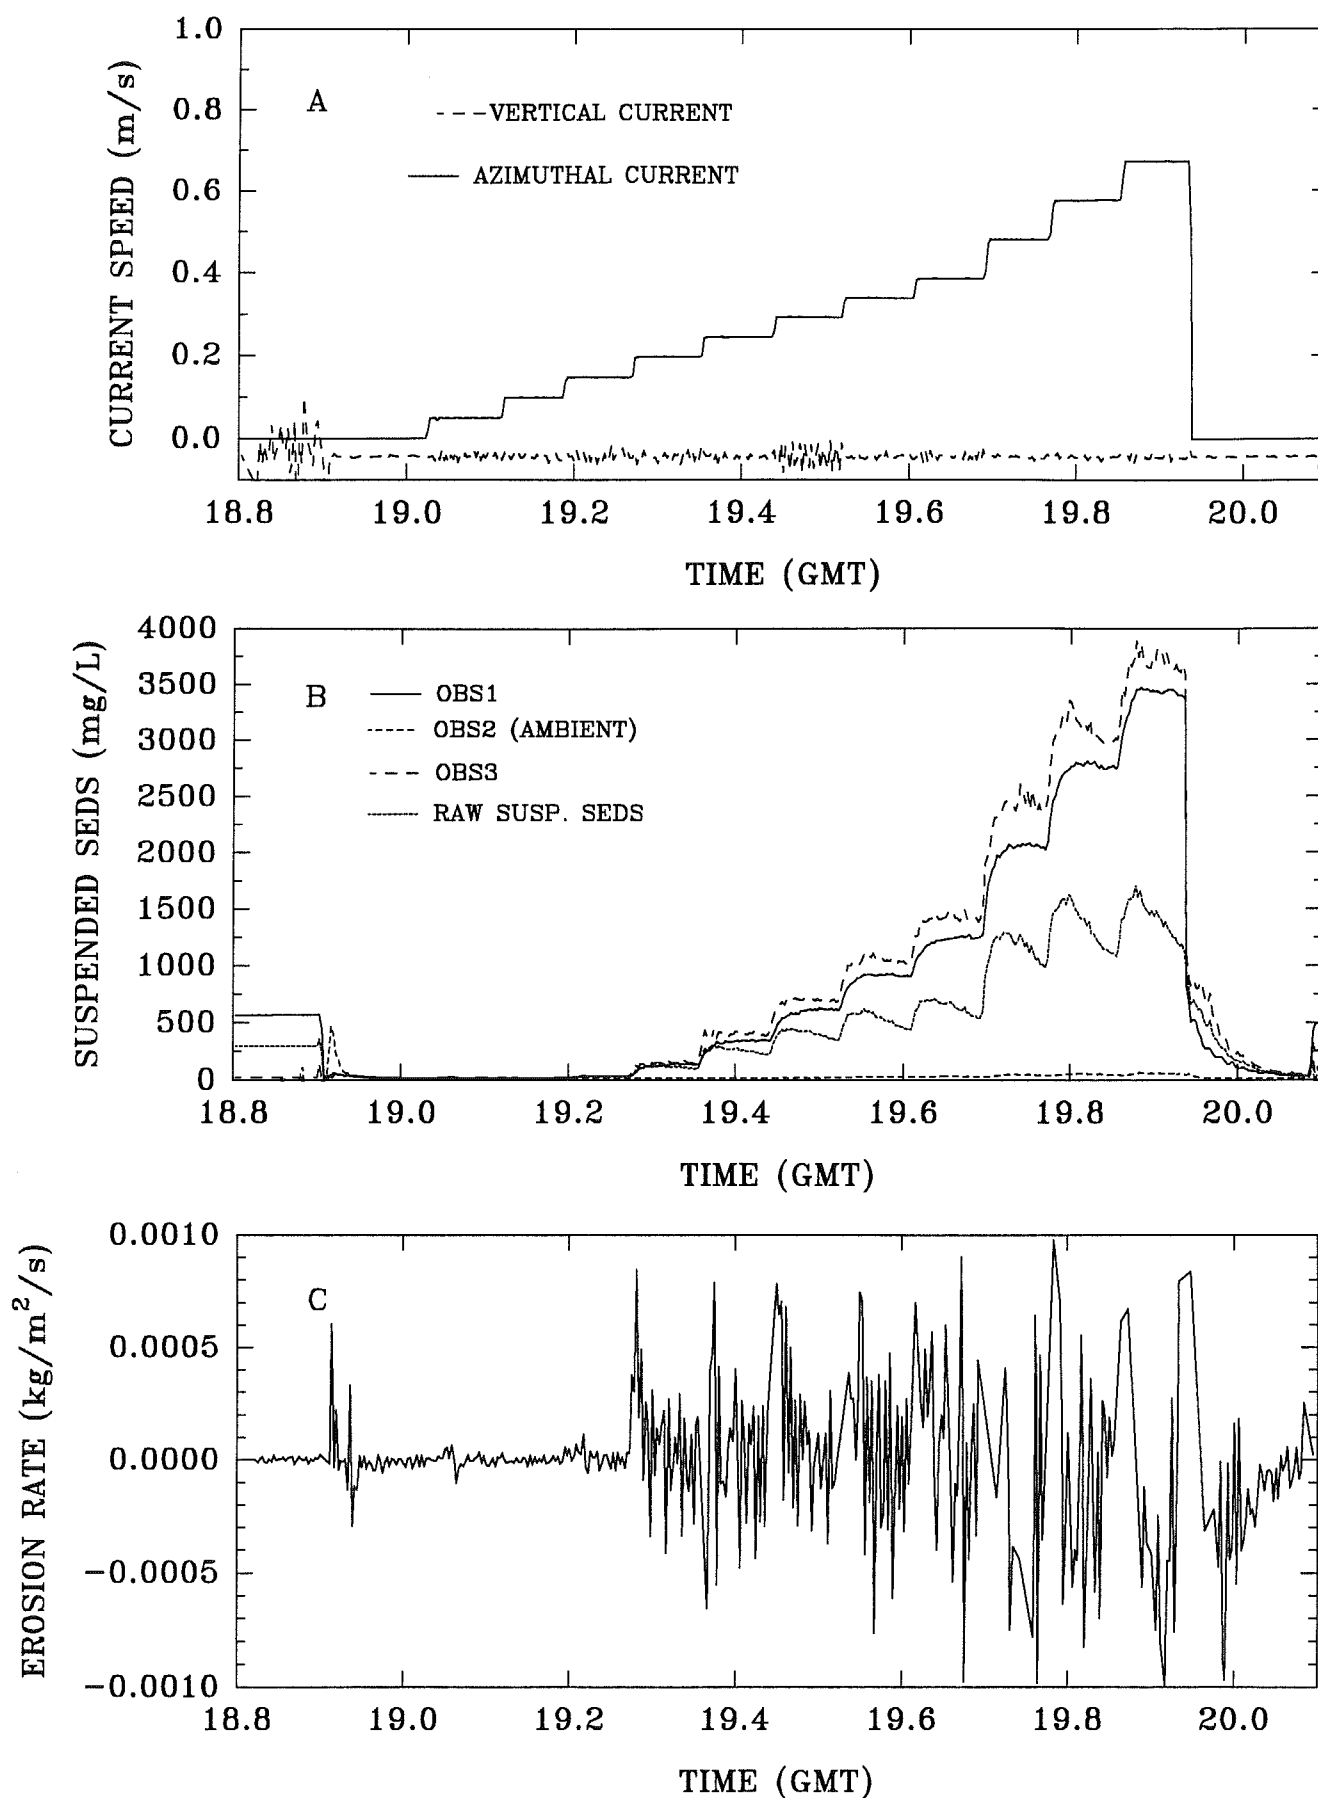 1.0
0.8
0.6
0.4
0.2
0.0
CURRENT SPEED (m/s)
A
VERTICAL CURRENT
AZIMUTHAL CURRENT
18.8 19.0 19.2 19.4 19.6 19.8 20.0
TIME (GMT)
4000
3500
3000
2500
2000
1500
1000
500
0
SUSPENDED SEDS (mg/L)
B
OBS1
OBS2 (AMBIENT)
OBS3
RAW SUSP. SEDS
18.8 19.0 19.2 19.4 19.6 19.8 20.0
TIME (GMT)
0.0010
0.0005
0.0000
-0.0005
-0.0010
EROSION RATE (kg/m²/s)
C
18.8 19.0 19.2 19.4 19.6 19.8 20.0
TIME (GMT)